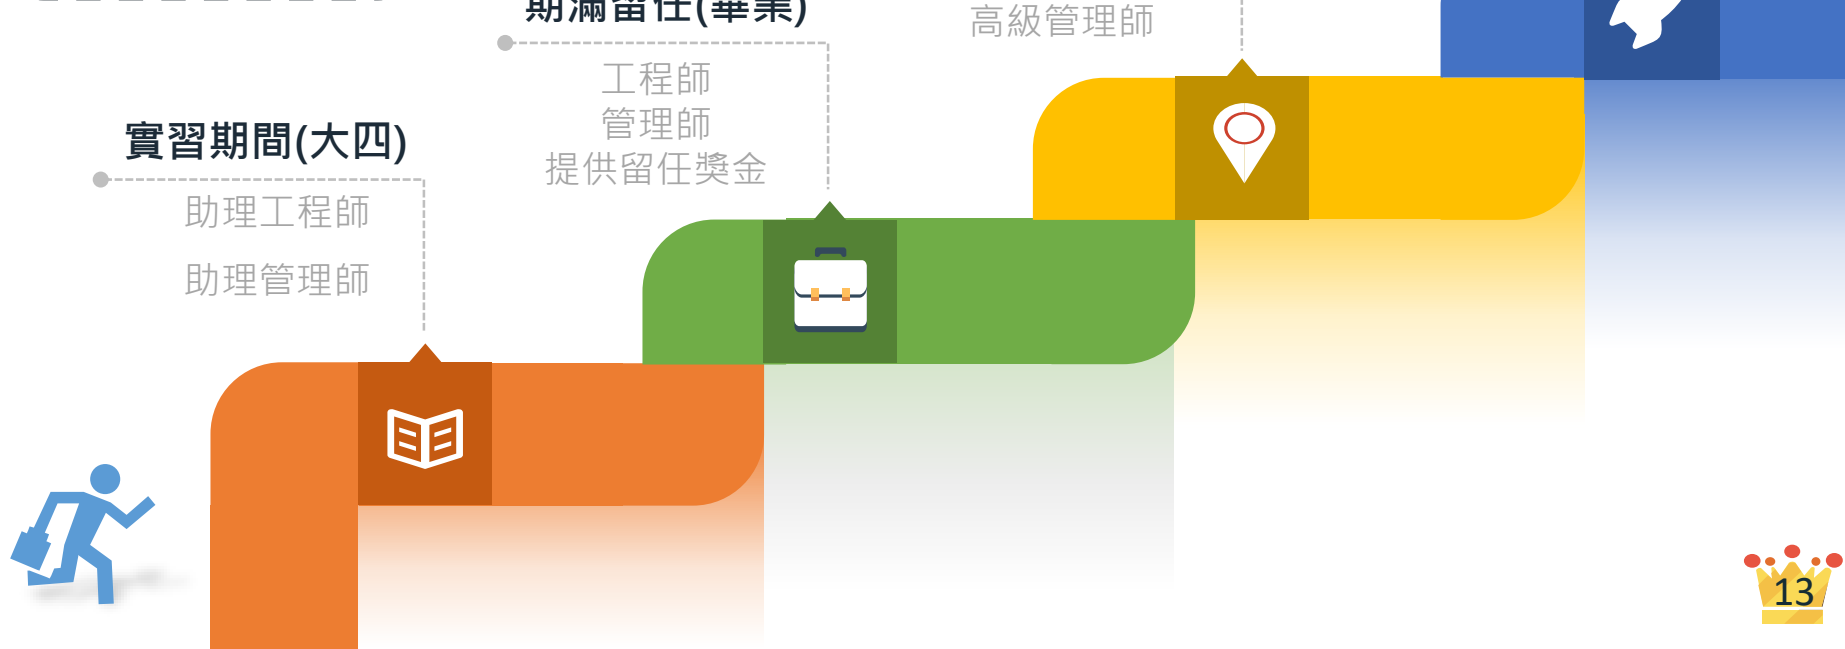 期滿留任(畢業)
高級管理師
工程師
管理師
提供留任獎金
實習期間(大四)
助理工程師
助理管理師
13